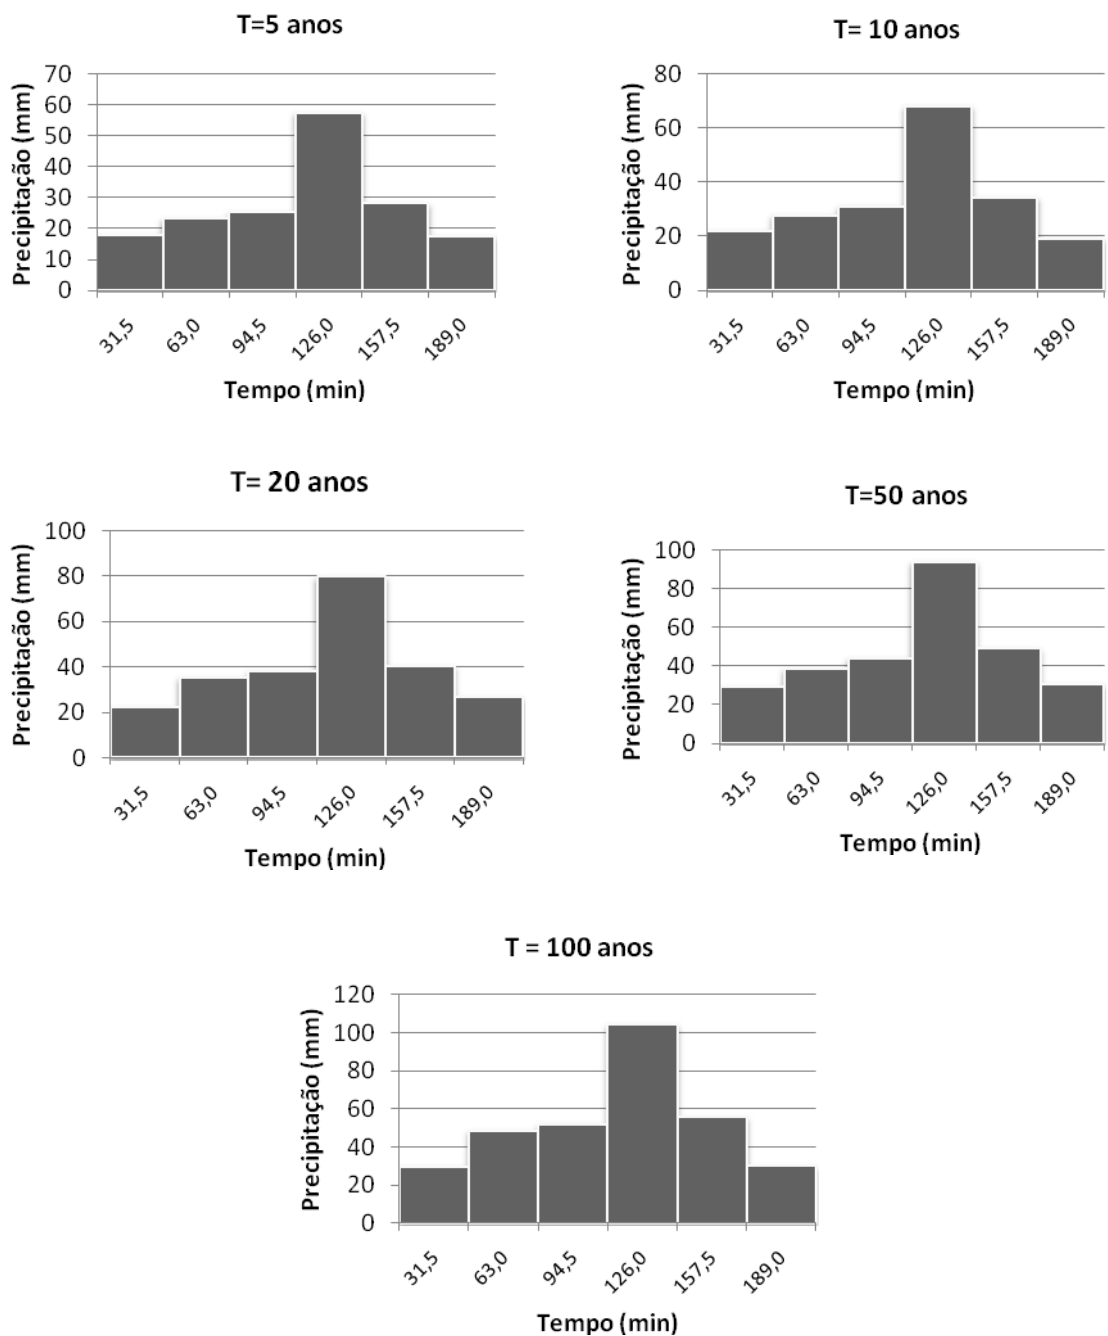 T=5 anos
Precipitação (mm)
70
60
50
40
30
20
10
0
31,5 63,0 94,5 126,0 157,5 189,0
Tempo (min)
T= 10 anos
Precipitação (mm)
80
60
40
20
0
31,5 63,0 94,5 126,0 157,5 189,0
Tempo (min)
T= 20 anos
Precipitação (mm)
100
80
60
40
20
0
31,5 63,0 94,5 126,0 157,5 189,0
Tempo (min)
T=50 anos
Precipitação (mm)
100
80
60
40
20
0
31,5 63,0 94,5 126,0 157,5 189,0
Tempo (min)
T = 100 anos
Precipitação (mm)
120
100
80
60
40
20
0
31,5 63,0 94,5 126,0 157,5 189,0
Tempo (min)